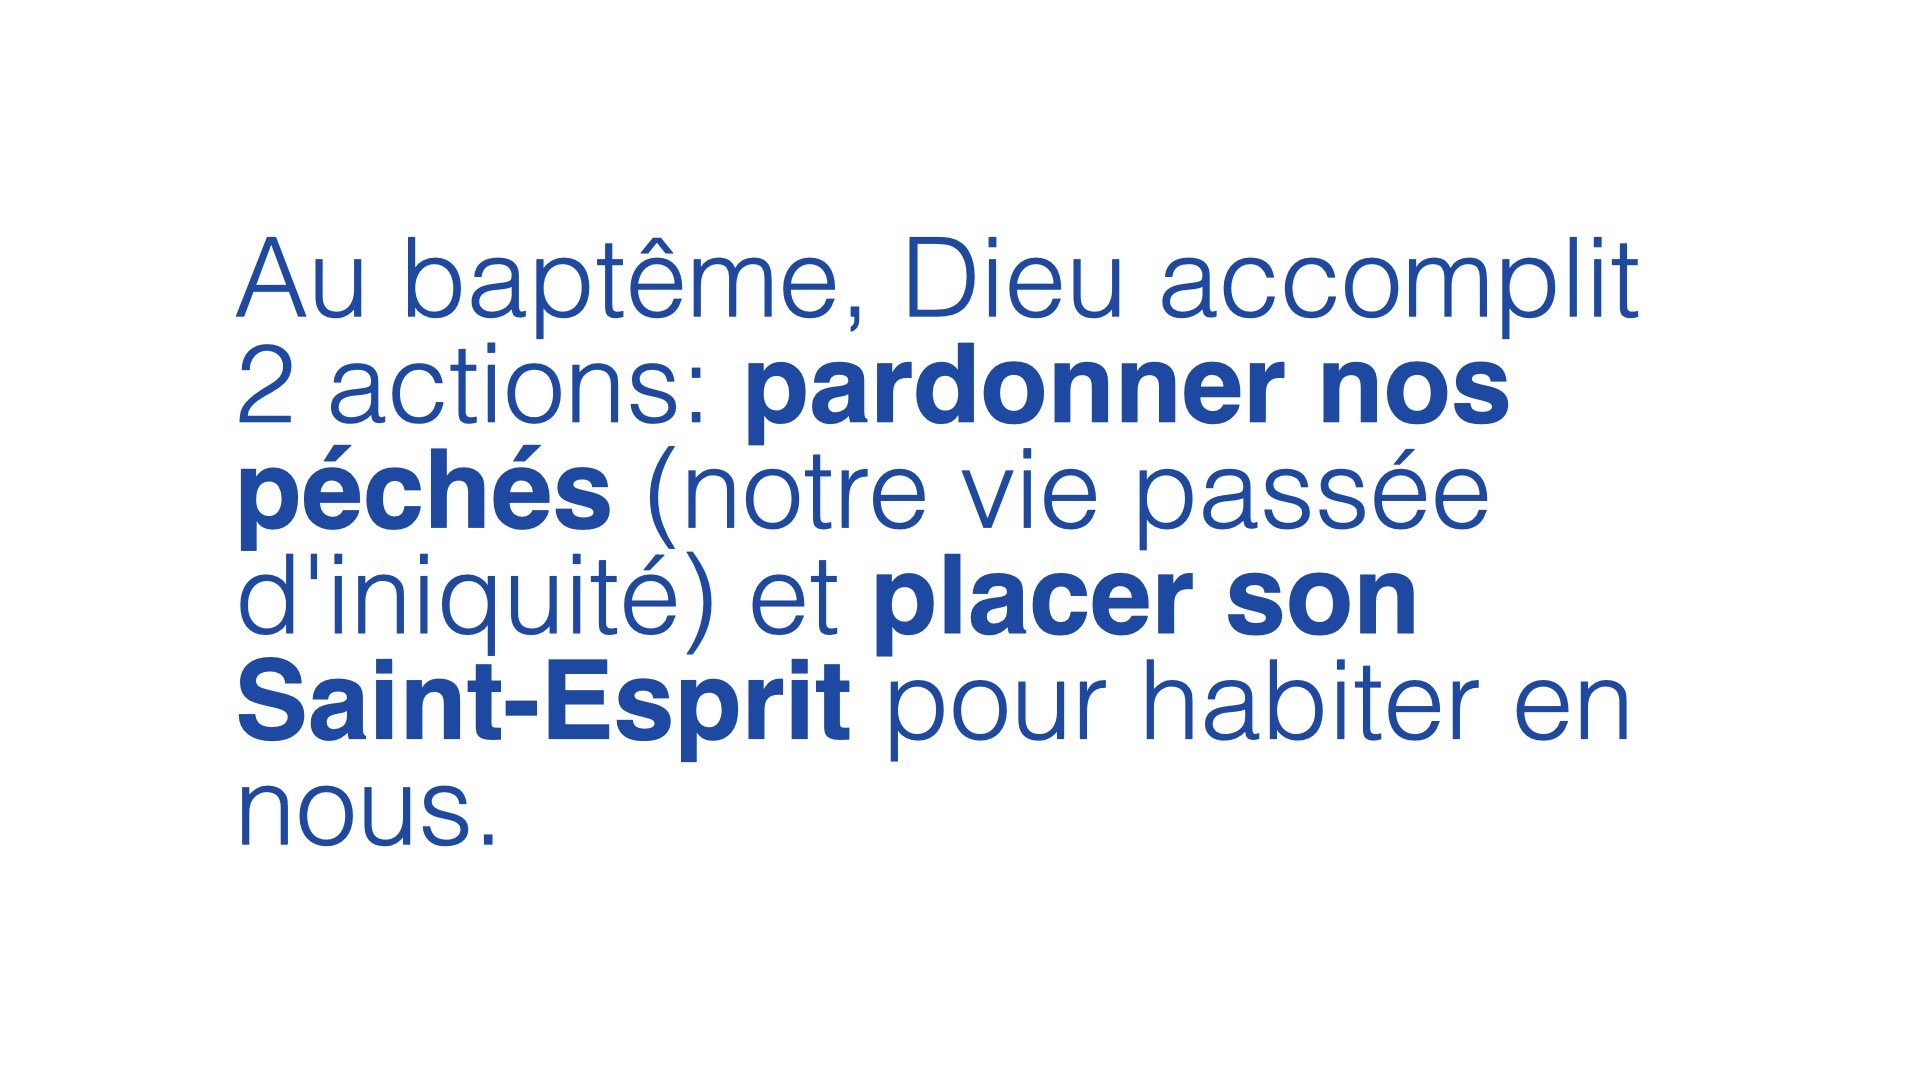 Au baptême, Dieu accomplit
2 actions: pardonner nos
péchés (notre vie passée
d'iniquité) et placer son
Saint-Esprit pour habiter en
nous.